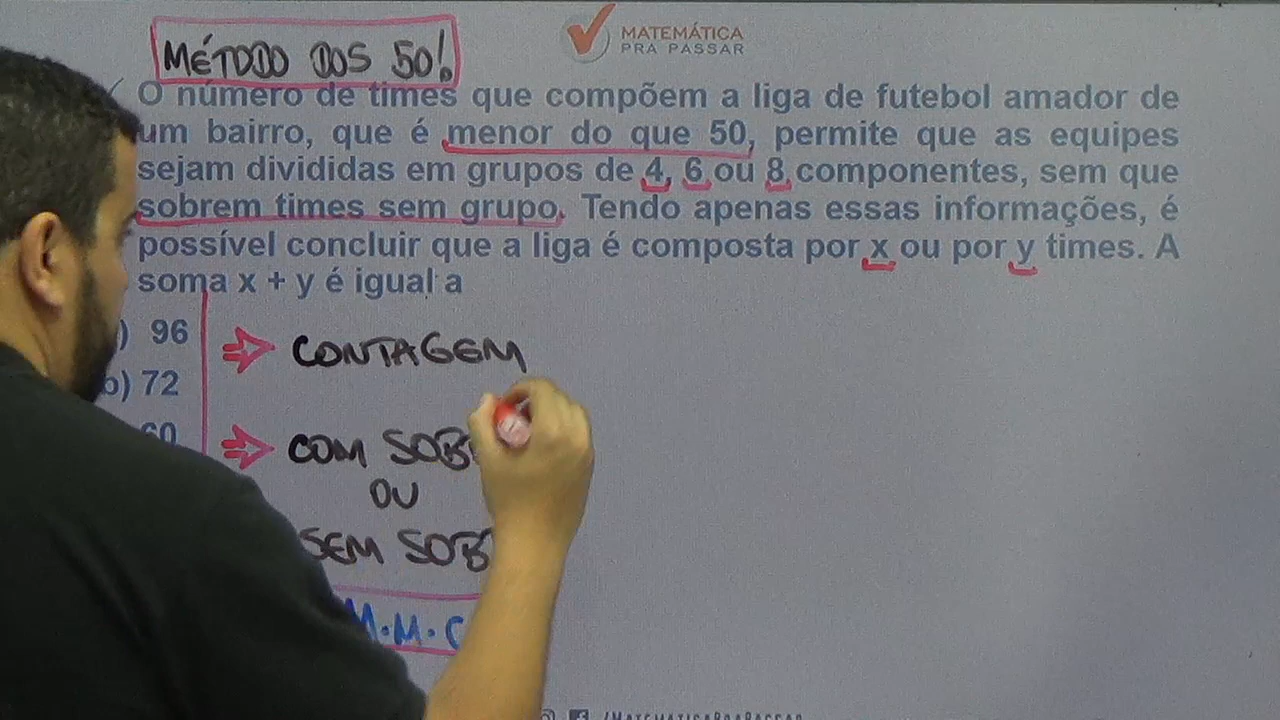 MATEMÁTICA
PRA PASSAR
MÉTODO DOS 50!
O número de times que compõem a liga de futebol amador de
um bairro, que é menor do que 50, permite que as equipes
sejam divididas em grupos de 4, 6 ou 8 componentes, sem que
sobrem times sem grupo. Tendo apenas essas informações, é
possível concluir que a liga é composta por x ou por y times. A
soma x + y é igual a
) 96
b) 72
60
CONTAGEM
COM
OU
SEM
M.M.C
/MATEMATICAPRAPASSAR